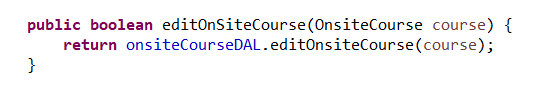 public boolean editOnSiteCourse(OnsiteCourse course) {
    return onsiteCourseDAL.editOnsiteCourse(course);
}